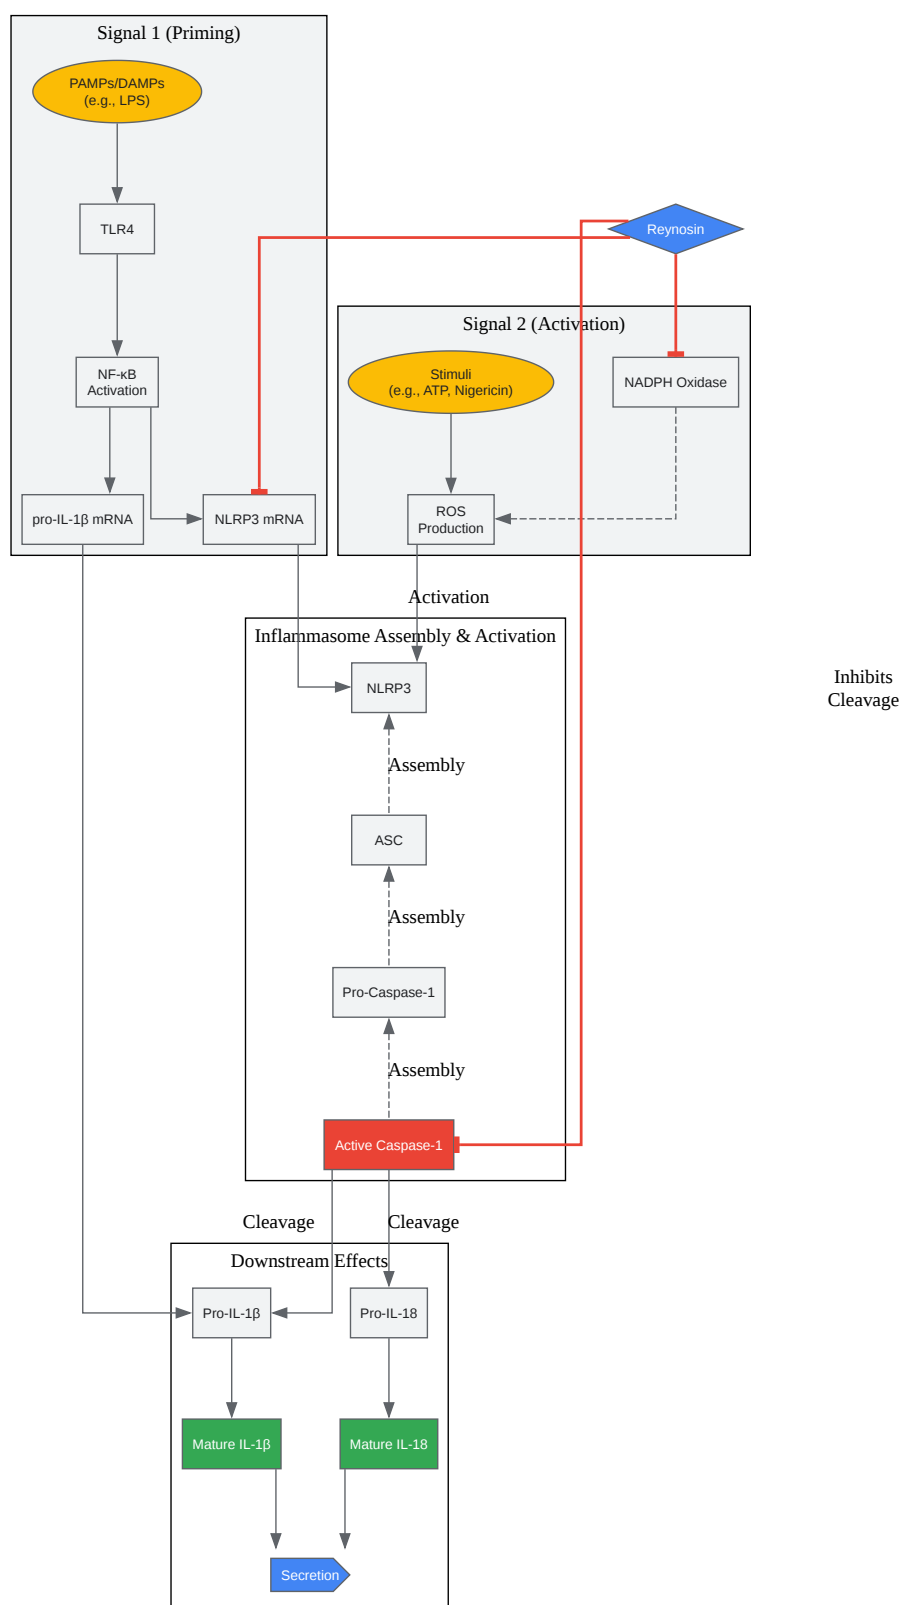 Signal 1 (Priming)
PAMPs/DAMPs
(e.g., LPS)
TLR4
Reynosin
Signal 2 (Activation)
NF-κB
Activation
Stimuli
(e.g., ATP, Nigericin)
NADPH Oxidase
pro-IL-1β mRNA
NLRP3 mRNA
ROS
Production
Activation
Inflammasome Assembly & Activation
NLRP3
Inhibits
Cleavage
Assembly
ASC
Assembly
Pro-Caspase-1
Assembly
Active Caspase-1
Cleavage
Cleavage
Downstream Effects
Pro-IL-1β
Pro-IL-18
Mature IL-1β
Mature IL-18
Secretion